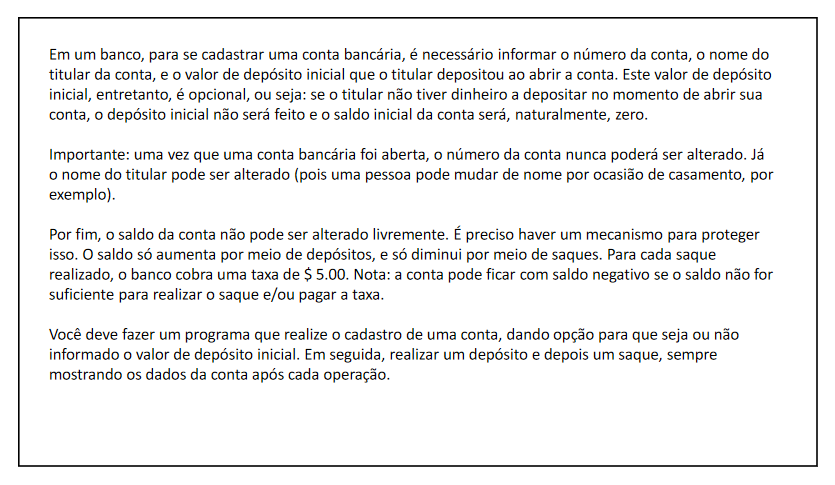 Em um banco, para se cadastrar uma conta bancária, é necessário informar o número da conta, o nome do
titular da conta, e o valor de depósito inicial que o titular depositou ao abrir a conta. Este valor de depósito
inicial, entretanto, é opcional, ou seja: se o titular não tiver dinheiro a depositar no momento de abrir sua
conta, o depósito inicial não será feito e o saldo inicial da conta será, naturalmente, zero.
Importante: uma vez que uma conta bancária foi aberta, o número da conta nunca poderá ser alterado. Já
o nome do titular pode ser alterado (pois uma pessoa pode mudar de nome por ocasião de casamento, por
exemplo).
Por fim, o saldo da conta não pode ser alterado livremente. É preciso haver um mecanismo para proteger
isso. O saldo só aumenta por meio de depósitos, e só diminui por meio de saques. Para cada saque
realizado, o banco cobra uma taxa de $ 5.00. Nota: a conta pode ficar com saldo negativo se o saldo não for
suficiente para realizar o saque e/ou pagar a taxa.
Você deve fazer um programa que realize o cadastro de uma conta, dando opção para que seja ou não
informado o valor de depósito inicial. Em seguida, realizar um depósito e depois um saque, sempre
mostrando os dados da conta após cada operação.